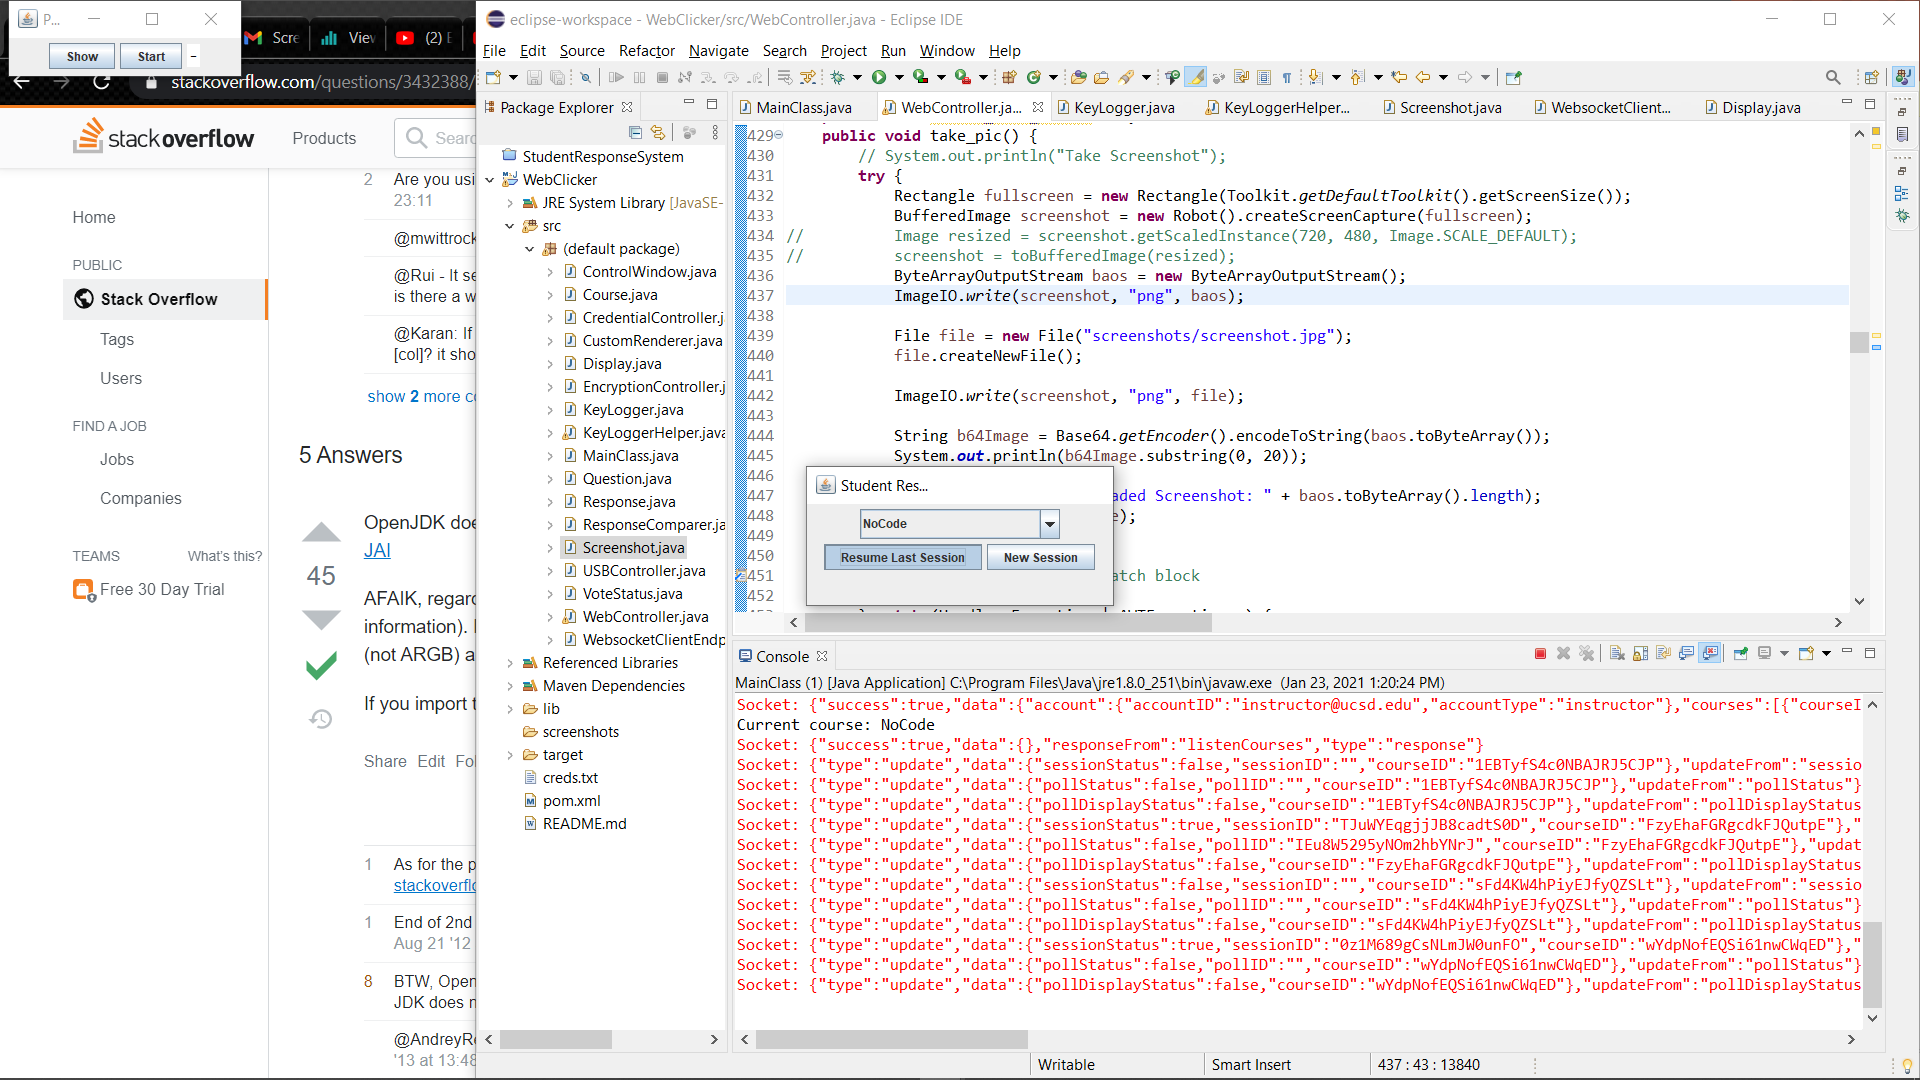 P...
Show
Start
-
Scre
View
(2)
stackoverflow.com/questions/3432388/
stackoverflow
Products
Searc
Home
PUBLIC
Stack Overflow
Tags
Users
FIND A JOB
Jobs
Companies
TEAMS
What's this?
Free 30 Day Trial
2
Are you usi
23:11
@mwittrock
@Rui - It se
is there a w
@Karan: If
[col]? it sho
show 2 more co
5 Answers
45
OpenJDK doe
JAI
AFAIK, regard
information). I
(not ARGB) a
If you import t
Share Edit Fol
1
As for the p
stackoverflo
1
End of 2nd
Aug 21 '12
8
BTW, Open
JDK does n
@AndreyRe
'13 at 13:48
eclipse-workspace - WebClicker/src/WebController.java - Eclipse IDE
File Edit Source Refactor Navigate Search Project Run Window Help
Package Explorer
StudentResponseSystem
WebClicker
JRE System Library [JavaSE-
src
(default package)
ControlWindow.java
Course.java
CredentialController.j
CustomRenderer.java
Display.java
EncryptionController.j
KeyLogger.java
KeyLoggerHelper.java
MainClass.java
Question.java
Response.java
ResponseComparer.ja
Screenshot.java
USBController.java
VoteStatus.java
WebController.java
WebsocketClientEndp
Referenced Libraries
Maven Dependencies
lib
screenshots
target
creds.txt
pom.xml
README.md
MainClass.java
WebController.ja...
KeyLogger.java
KeyLoggerHelper...
Screenshot.java
WebsocketClient...
Display.java
429 public void take_pic() {
430 // System.out.println("Take Screenshot");
431 try {
432 Rectangle fullscreen = new Rectangle(Toolkit.getDefaultToolkit().getScreenSize());
433 BufferedImage screenshot = new Robot().createScreenCapture(fullscreen);
434 // Image resized = screenshot.getScaledInstance(720, 480, Image.SCALE_DEFAULT);
435 // screenshot = toBufferedImage(resized);
436 ByteArrayOutputStream baos = new ByteArrayOutputStream();
437 ImageIO.write(screenshot, "png", baos);
438
439 File file = new File("screenshots/screenshot.jpg");
440 file.createNewFile();
441
442 ImageIO.write(screenshot, "png", file);
443
444 String b64Image = Base64.getEncoder().encodeToString(baos.toByteArray());
445 System.out.println(b64Image.substring(0, 20));
446
447 aded Screenshot: " + baos.toByteArray().length);
448 e);
449
450
451 atch block
452
Student Res...
NoCode
Resume Last Session
New Session
Console
MainClass (1) [Java Application] C:\Program Files\Java\jre1.8.0_251\bin\javaw.exe (Jan 23, 2021 1:20:24 PM)
Socket: {"success":true,"data":{"account":{"accountID":"instructor@ucsd.edu","accountType":"instructor"},"courses":[{"courseI
Current course: NoCode
Socket: {"success":true,"data":{},"responseFrom":"listenCourses","type":"response"}
Socket: {"type":"update","data":{"sessionStatus":false,"sessionID":"","courseID":"1EBTyfS4c0NBAJRJ5CJP"},"updateFrom":"sessio
Socket: {"type":"update","data":{"pollStatus":false,"pollID":"","courseID":"1EBTyfS4c0NBAJRJ5CJP"},"updateFrom":"pollStatus"}
Socket: {"type":"update","data":{"pollDisplayStatus":false,"courseID":"1EBTyfS4c0NBAJRJ5CJP"},"updateFrom":"pollDisplayStatus
Socket: {"type":"update","data":{"sessionStatus":true,"sessionID":"TJuWYEqgjjJB8cadtS0D","courseID":"FzyEhaFGRgcdkFJQutpE"},"
Socket: {"type":"update","data":{"pollStatus":false,"pollID":"IEu8W5295yNOm2hbYNrJ","courseID":"FzyEhaFGRgcdkFJQutpE"},"updat
Socket: {"type":"update","data":{"pollDisplayStatus":false,"courseID":"FzyEhaFGRgcdkFJQutpE"},"updateFrom":"pollDisplayStatus
Socket: {"type":"update","data":{"sessionStatus":false,"sessionID":"","courseID":"sFd4KW4hPiyEJfyQZSLt"},"updateFrom":"sessio
Socket: {"type":"update","data":{"pollStatus":false,"pollID":"","courseID":"sFd4KW4hPiyEJfyQZSLt"},"updateFrom":"pollStatus"}
Socket: {"type":"update","data":{"pollDisplayStatus":false,"courseID":"sFd4KW4hPiyEJfyQZSLt"},"updateFrom":"pollDisplayStatus
Socket: {"type":"update","data":{"sessionStatus":true,"sessionID":"0z1M689gCsNLmJW0unFO","courseID":"wYdpNofEQSi61nwCWqED"},"
Socket: {"type":"update","data":{"pollStatus":false,"pollID":"","courseID":"wYdpNofEQSi61nwCWqED"},"updateFrom":"pollStatus"}
Socket: {"type":"update","data":{"pollDisplayStatus":false,"courseID":"wYdpNofEQSi61nwCWqED"},"updateFrom":"pollDisplayStatus
Writable
Smart Insert
437 : 43 : 13840